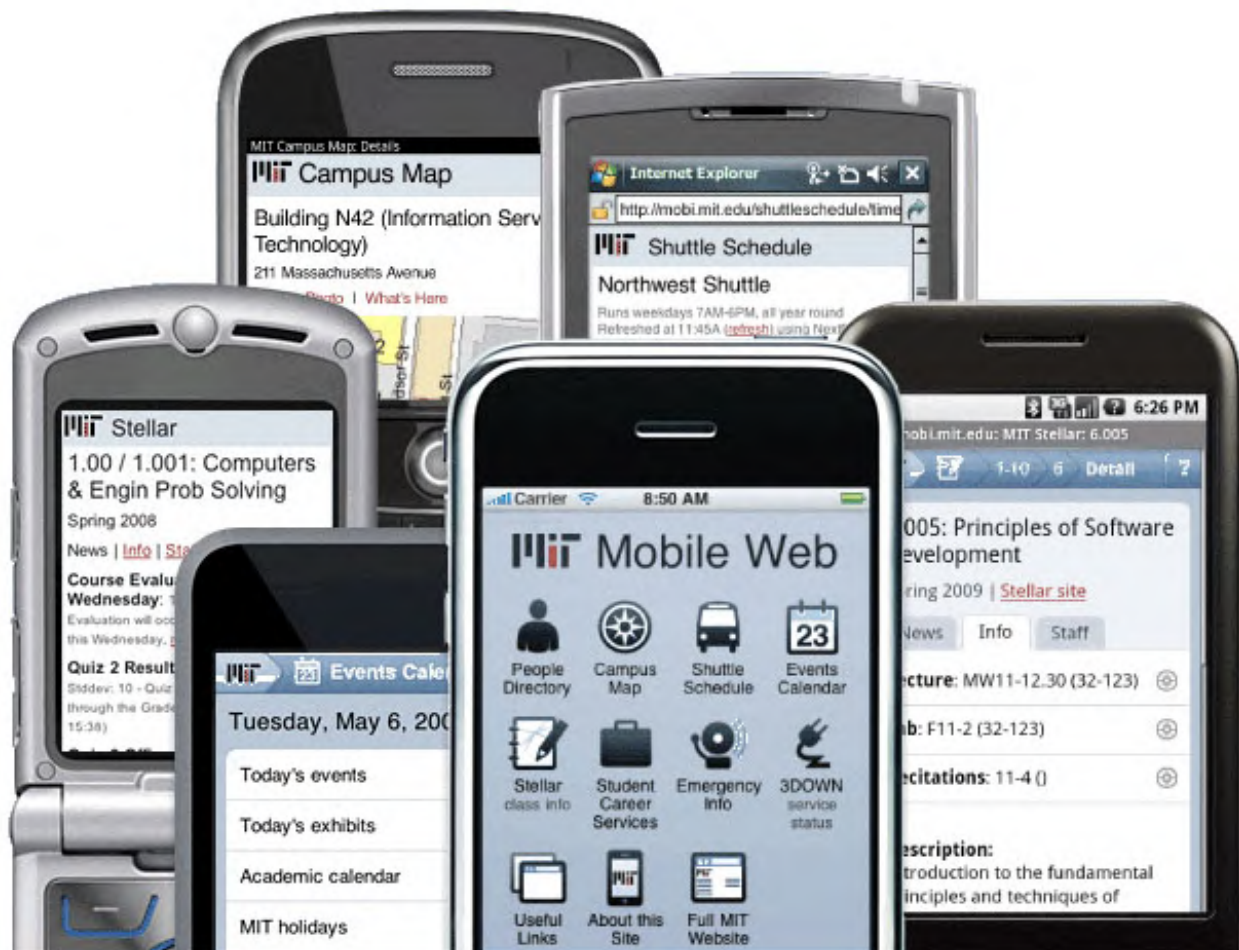 MIT Campus Map: Details
MIT Campus Map
Building N42 (Information Serv
Technology)
211 Massachusetts Avenue
| What's Here
Internet Explorer
http://mobi.mit.edu/shuttleschedule/time
MIT Shuttle Schedule
Northwest Shuttle
Runs weekdays 7AM-6PM, all year round
Refreshed at 11:45A (refresh) using Next
MIT Stellar
1.00 / 1.001: Computers
& Engin Prob Solving
Spring 2008
News | Info | Sta
Course Evalua
Wednesday:
Evaluation will occ
this Wednesday.
Quiz 2 Result
Stddev: 10 - Quiz
through the Grade
15:38)
MIT 23 Events Cale
Tuesday, May 6, 200
Today's events
Today's exhibits
Academic calendar
MIT holidays
Carrier 8:50 AM
MIT Mobile Web
23
People
Directory
Campus
Map
Shuttle
Schedule
Events
Calendar
Stellar
class info
Student
Career
Services
Emergency
Info
3DOWN
service
status
Useful
Links
MIT
About this
Site
Full MIT
Website
3G 6:26 PM
mobi.mit.edu: MIT Stellar: 6.005
1-10 6 Detail ?
005: Principles of Software
evelopment
ring 2009 | Stellar site
News Info Staff
ecture: MW11-12.30 (32-123)
ab: F11-2 (32-123)
ecitations: 11-4 ()
escription:
troduction to the fundamental
inciples and techniques of